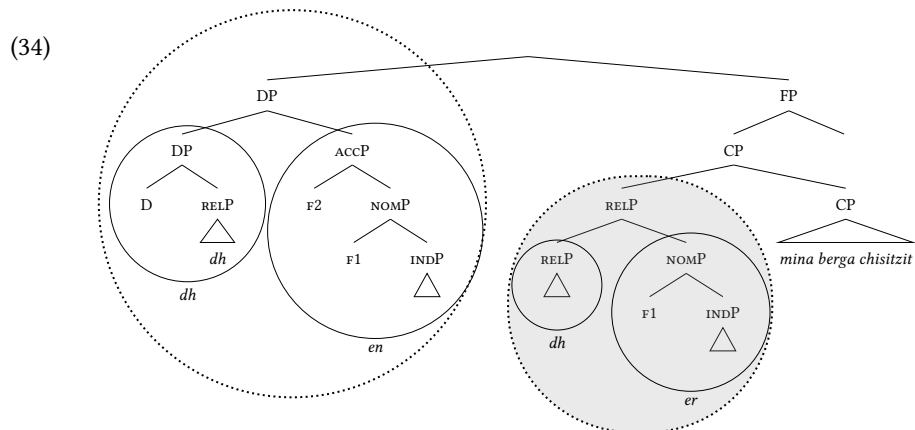 (34)
DP FP
DP ACCP CP
D RELP F2 NOMP RELP CP
dh F1 INDP RELP NOMP mina berga chisitzit
dh F1 INDP
en dh
er